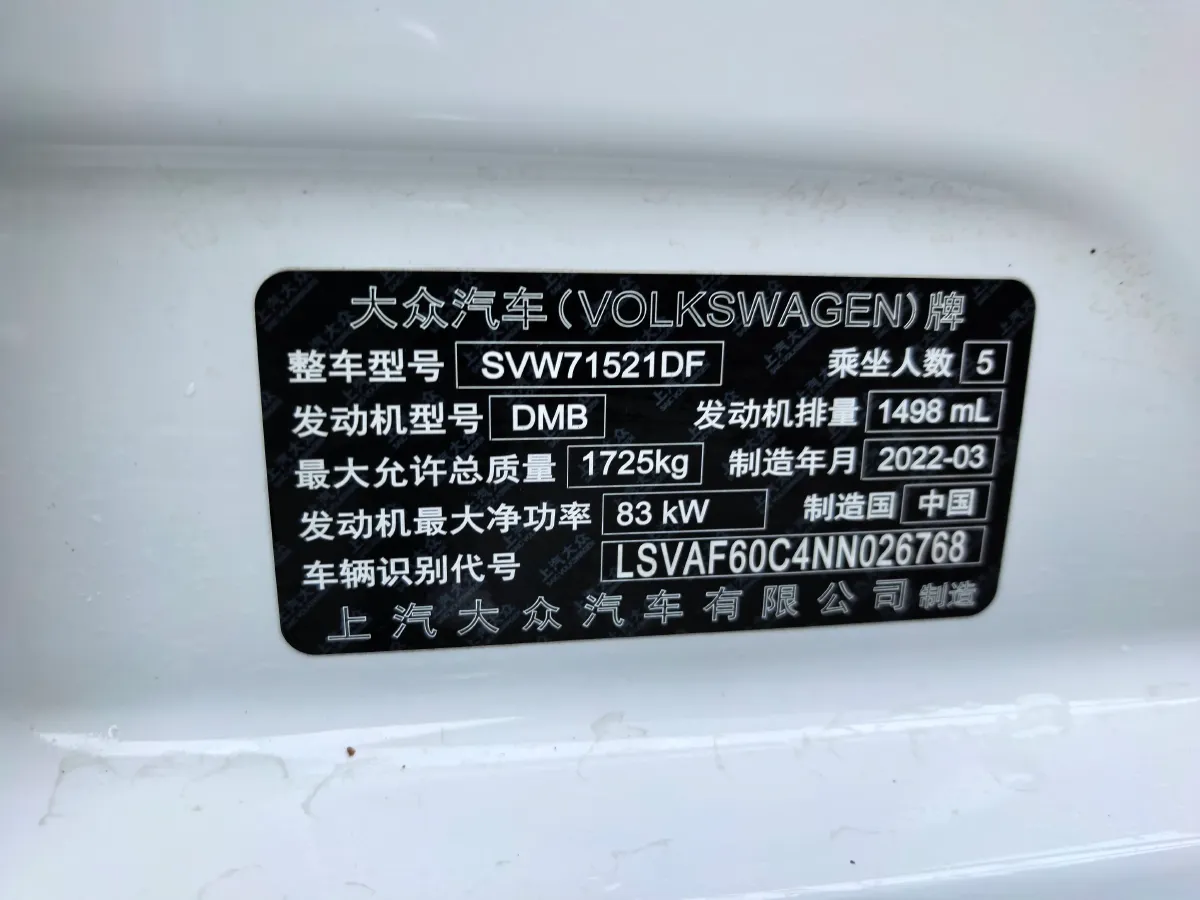 大众汽车(VOLKSWAGEN)牌
整车型号 SVW71521DF 乘坐人数 5
发动机型号 DMB 发动机排量 1498 mL
最大允许总质量 1725kg 制造年月 2022-03
发动机最大净功率 83 kW 制造国 中国
车辆识别代号 LSVAF60C4NN026768
上汽大众汽车有限公司 制造